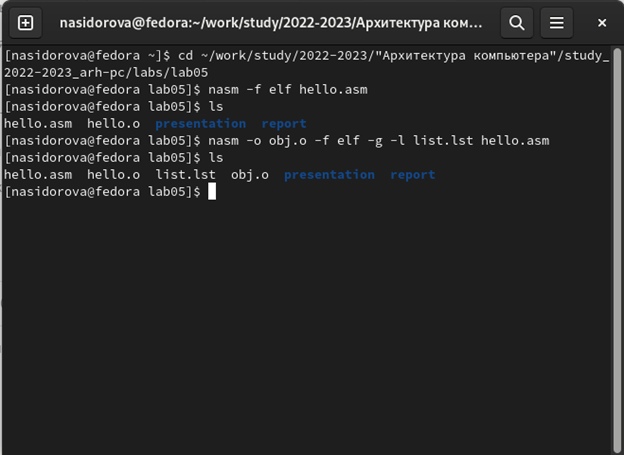 nasidorova@fedora:~/work/study/2022-2023/Архитектура ком...
[nasidorova@fedora ~]$ cd ~/work/study/2022-2023/"Архитектура компьютера"/study_
2022-2023_arh-pc/labs/lab05
[nasidorova@fedora lab05]$ nasm -f elf hello.asm
[nasidorova@fedora lab05]$ ls
hello.asm  hello.o  presentation  report
[nasidorova@fedora lab05]$ nasm -o obj.o -f elf -g -l list.lst hello.asm
[nasidorova@fedora lab05]$ ls
hello.asm  hello.o  list.lst  obj.o  presentation  report
[nasidorova@fedora lab05]$